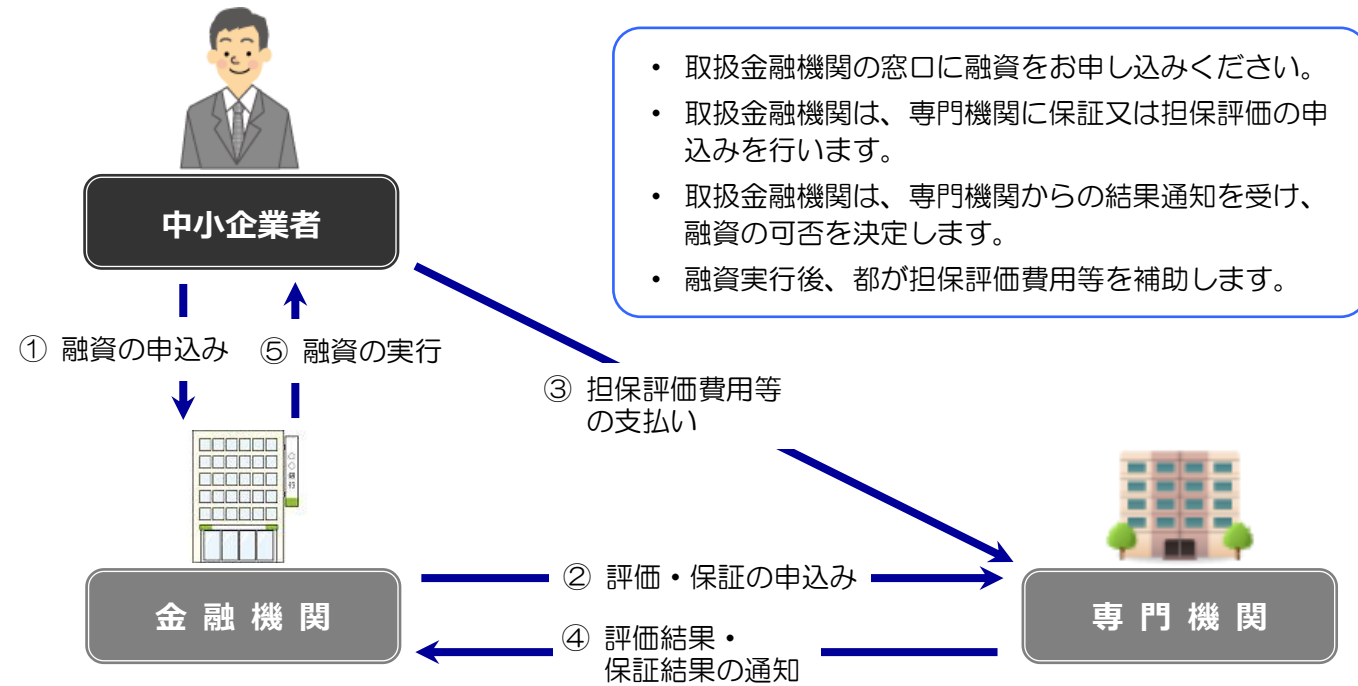 ・ 取扱金融機関の窓口に融資をお申し込みください。
・ 取扱金融機関は、専門機関に保証又は担保評価の申
込みを行います。
・ 取扱金融機関は、専門機関からの結果通知を受け、
融資の可否を決定します。
・ 融資実行後、都が担保評価費用等を補助します。
中小企業者
① 融資の申込み
⑤ 融資の実行
③ 担保評価費用等
の支払い
② 評価・保証の申込み
金融機関
専門機関
④ 評価結果・
保証結果の通知